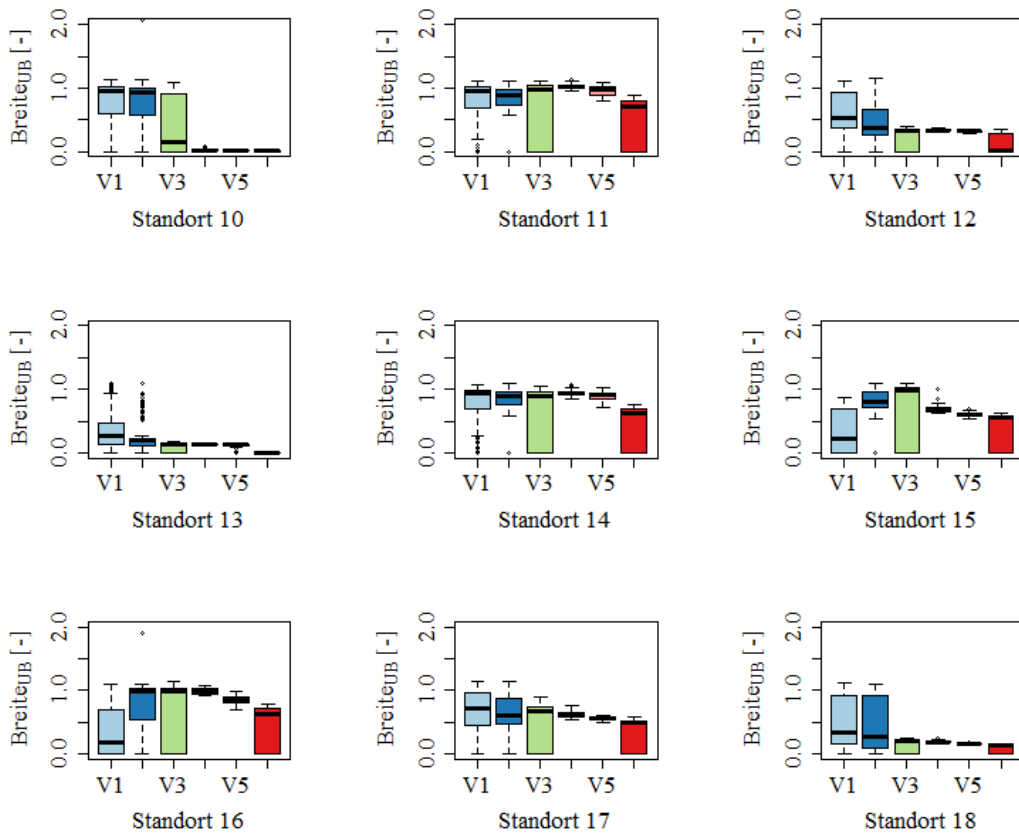 Breite_UB [-] 2.0 1.0 0.0 V1 V3 V5
Standort 10
Breite_UB [-] 2.0 1.0 0.0 V1 V3 V5
Standort 11
Breite_UB [-] 2.0 1.0 0.0 V1 V3 V5
Standort 12
Breite_UB [-] 2.0 1.0 0.0 V1 V3 V5
Standort 13
Breite_UB [-] 2.0 1.0 0.0 V1 V3 V5
Standort 14
Breite_UB [-] 2.0 1.0 0.0 V1 V3 V5
Standort 15
Breite_UB [-] 2.0 1.0 0.0 V1 V3 V5
Standort 16
Breite_UB [-] 2.0 1.0 0.0 V1 V3 V5
Standort 17
Breite_UB [-] 2.0 1.0 0.0 V1 V3 V5
Standort 18